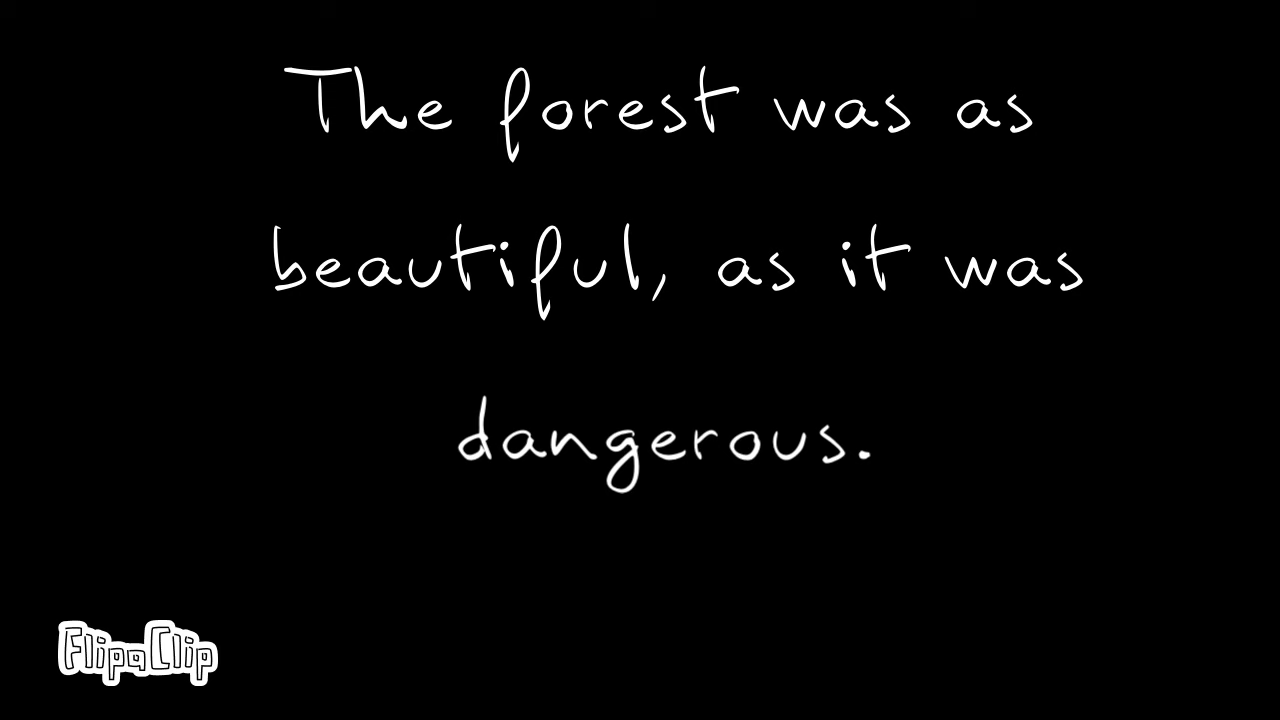 The forest was as
beautiful, as it was
dangerous.
FlipaClip